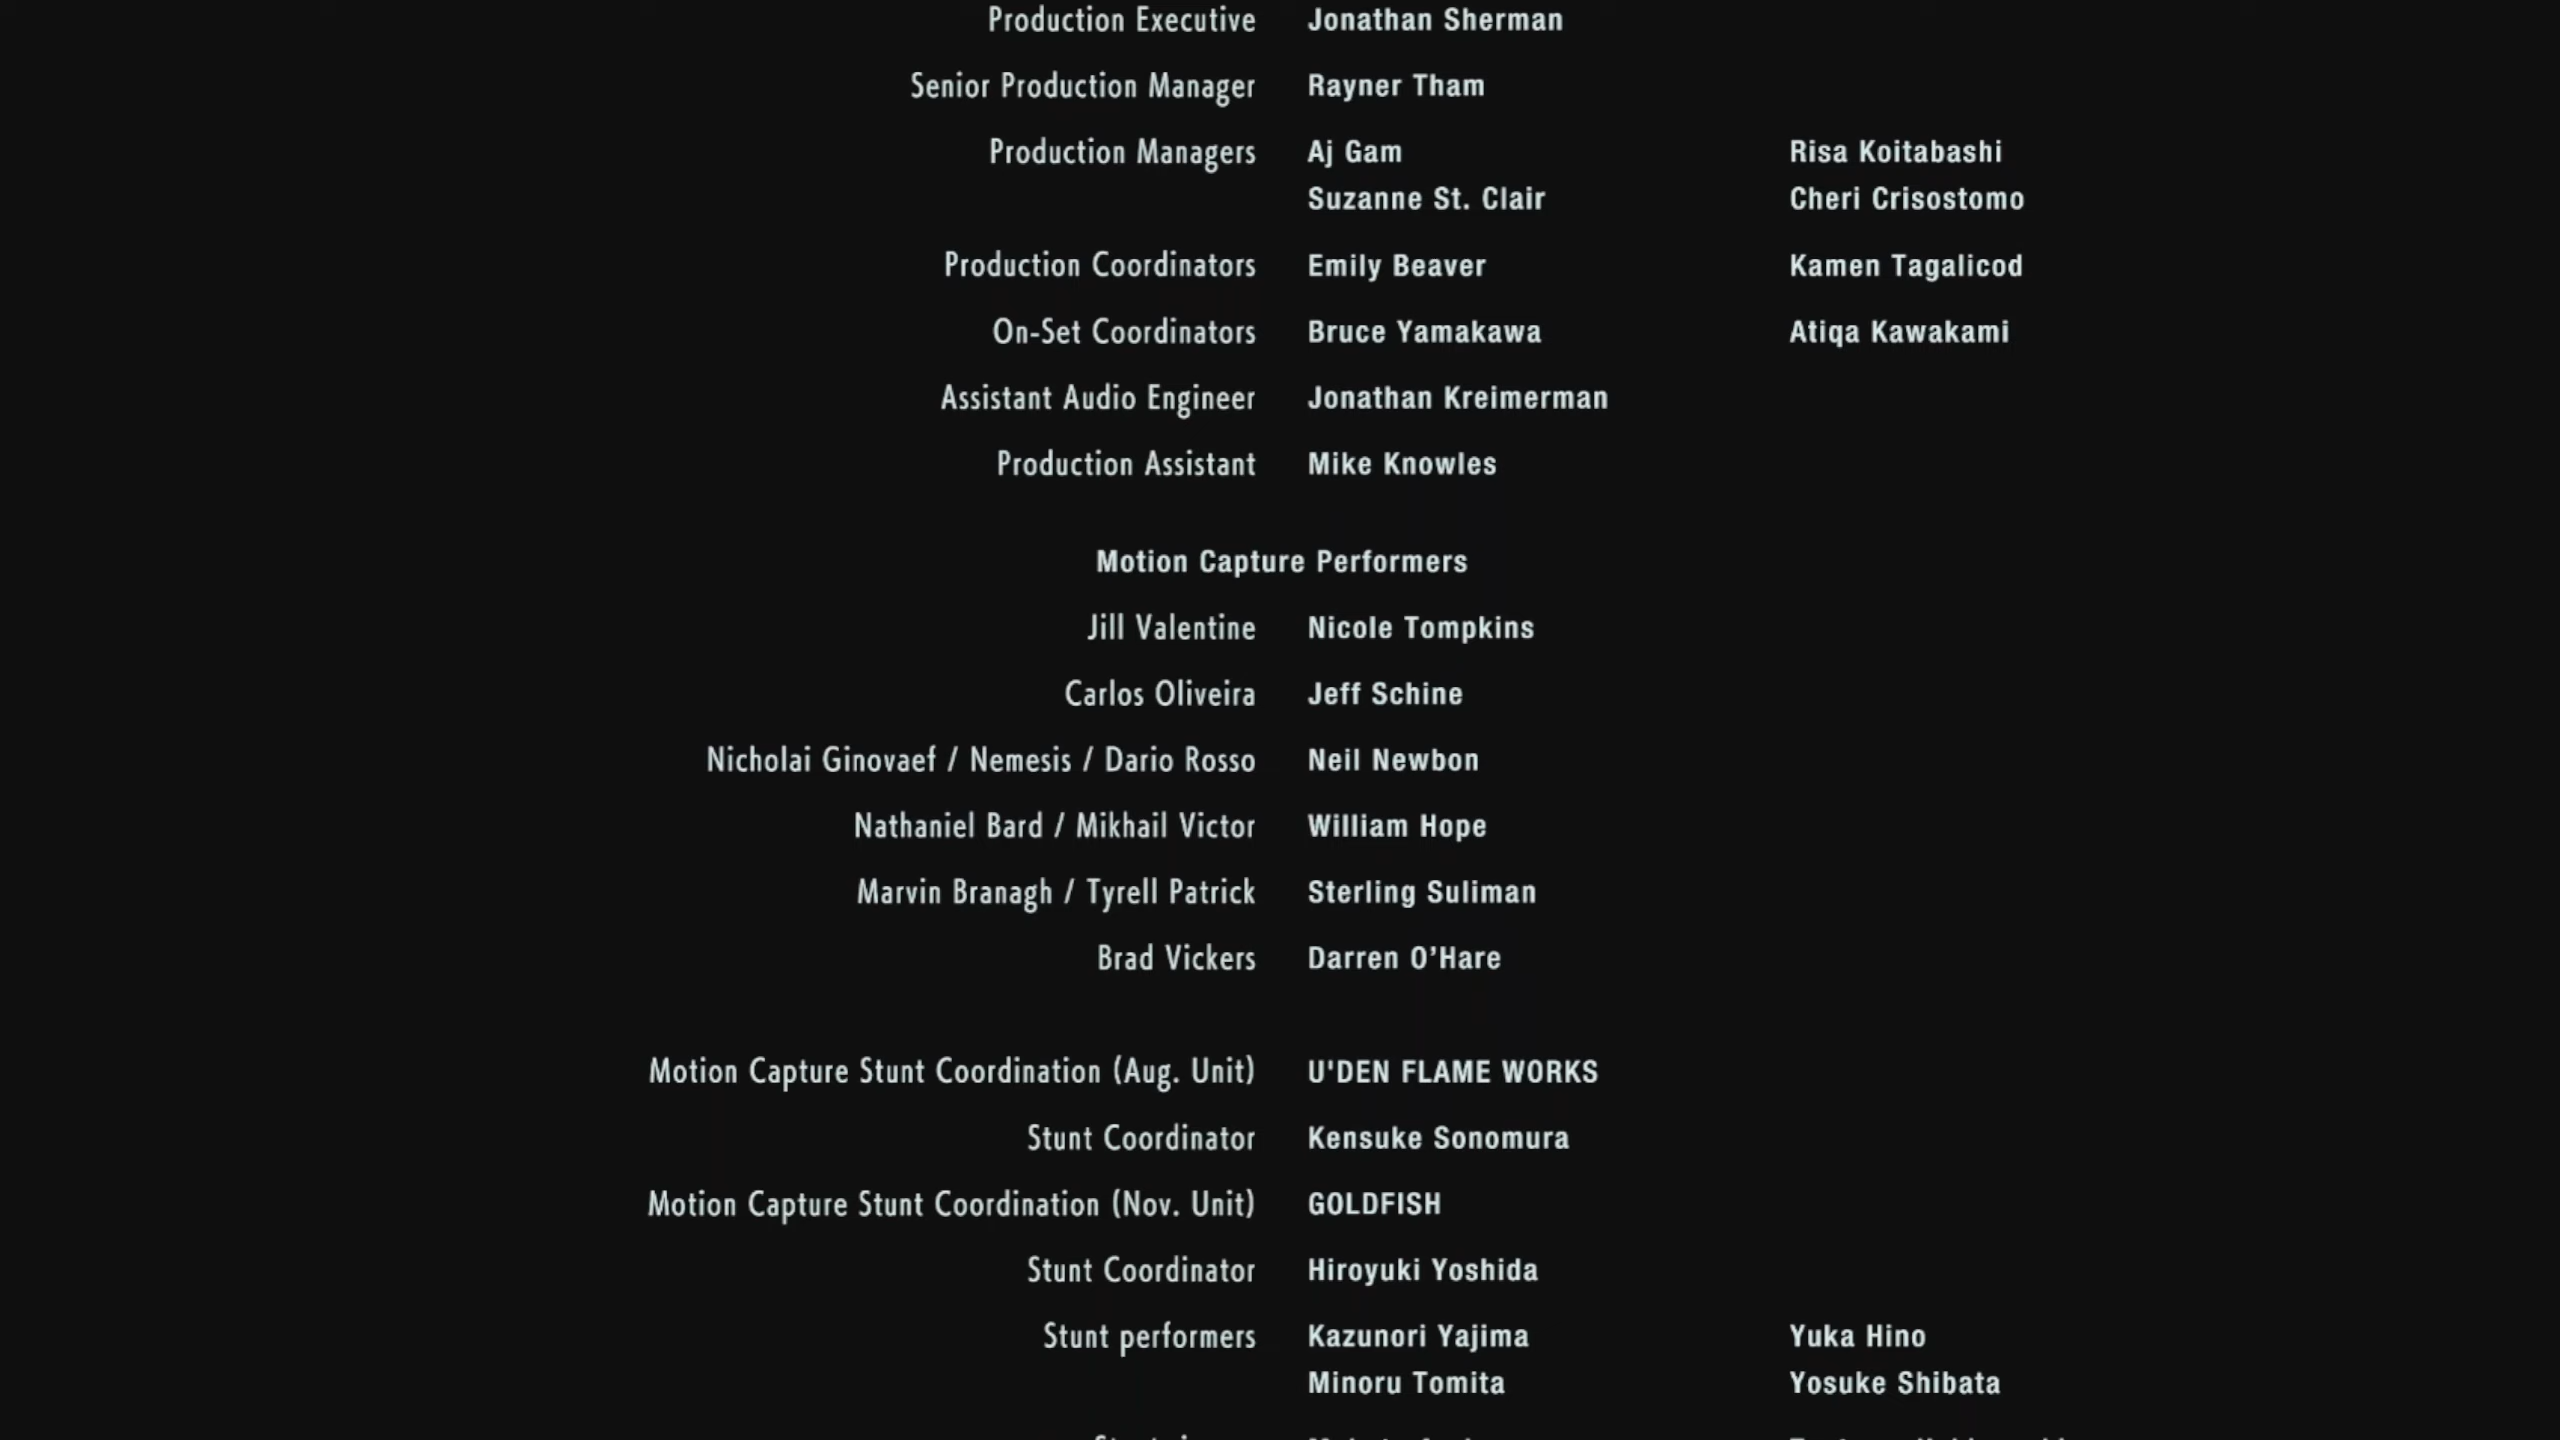 Production Executive Jonathan Sherman
Senior Production Manager Rayner Tham
Production Managers Aj Gam Risa Koitabashi
Suzanne St. Clair Cheri Crisostomo
Production Coordinators Emily Beaver Kamen Tagalicod
On-Set Coordinators Bruce Yamakawa Atiqa Kawakami
Assistant Audio Engineer Jonathan Kreimerman
Production Assistant Mike Knowles
Motion Capture Performers
Jill Valentine Nicole Tompkins
Carlos Oliveira Jeff Schine
Nicholai Ginovaef / Nemesis / Dario Rosso Neil Newbon
Nathaniel Bard / Mikhail Victor William Hope
Marvin Branagh / Tyrell Patrick Sterling Suliman
Brad Vickers Darren O’Hare
Motion Capture Stunt Coordination (Aug. Unit) U'DEN FLAME WORKS
Stunt Coordinator Kensuke Sonomura
Motion Capture Stunt Coordination (Nov. Unit) GOLDFISH
Stunt Coordinator Hiroyuki Yoshida
Stunt performers Kazunori Yajima Yuka Hino
Minoru Tomita Yosuke Shibata